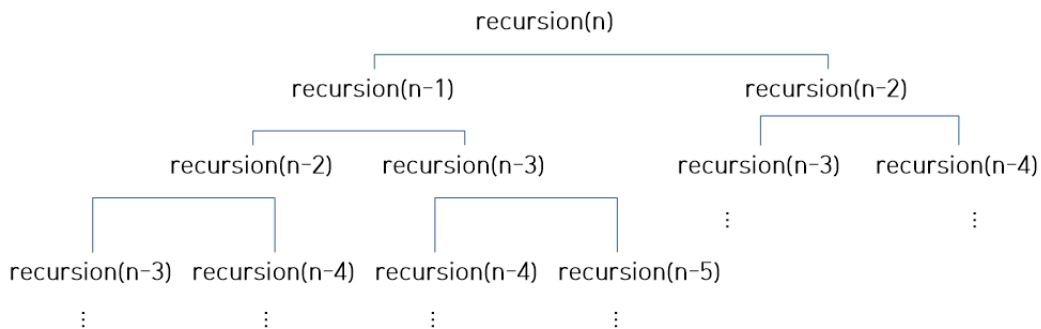 recursion(n)
recursion(n-1) recursion(n-2)
recursion(n-2) recursion(n-3) recursion(n-3) recursion(n-4)
⋮ ⋮
recursion(n-3) recursion(n-4) recursion(n-4) recursion(n-5)
⋮ ⋮ ⋮ ⋮